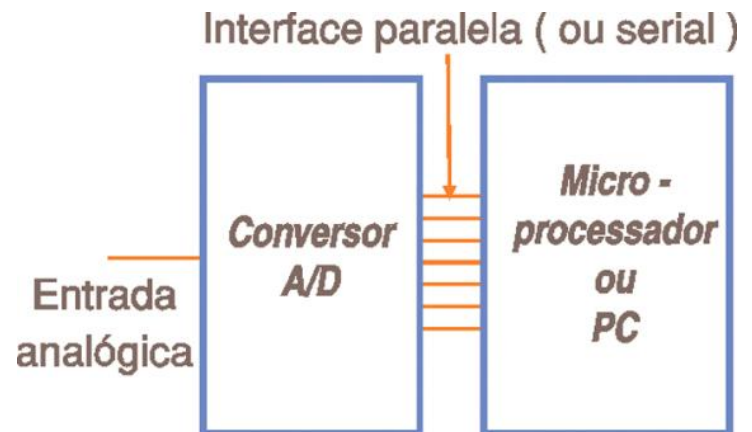 Interface paralela ( ou serial )
Conversor
A/D
Micro -
processador
ou
PC
Entrada
analógica